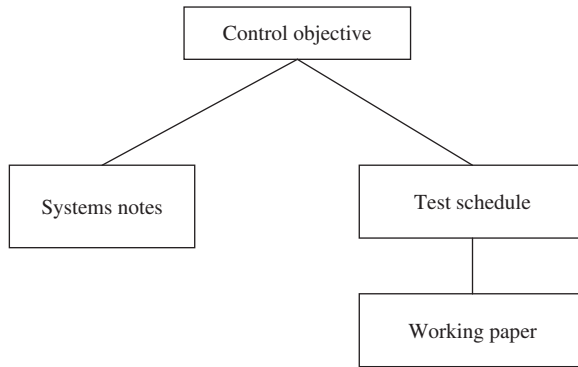 Control objective
Systems notes
Test schedule
Working paper